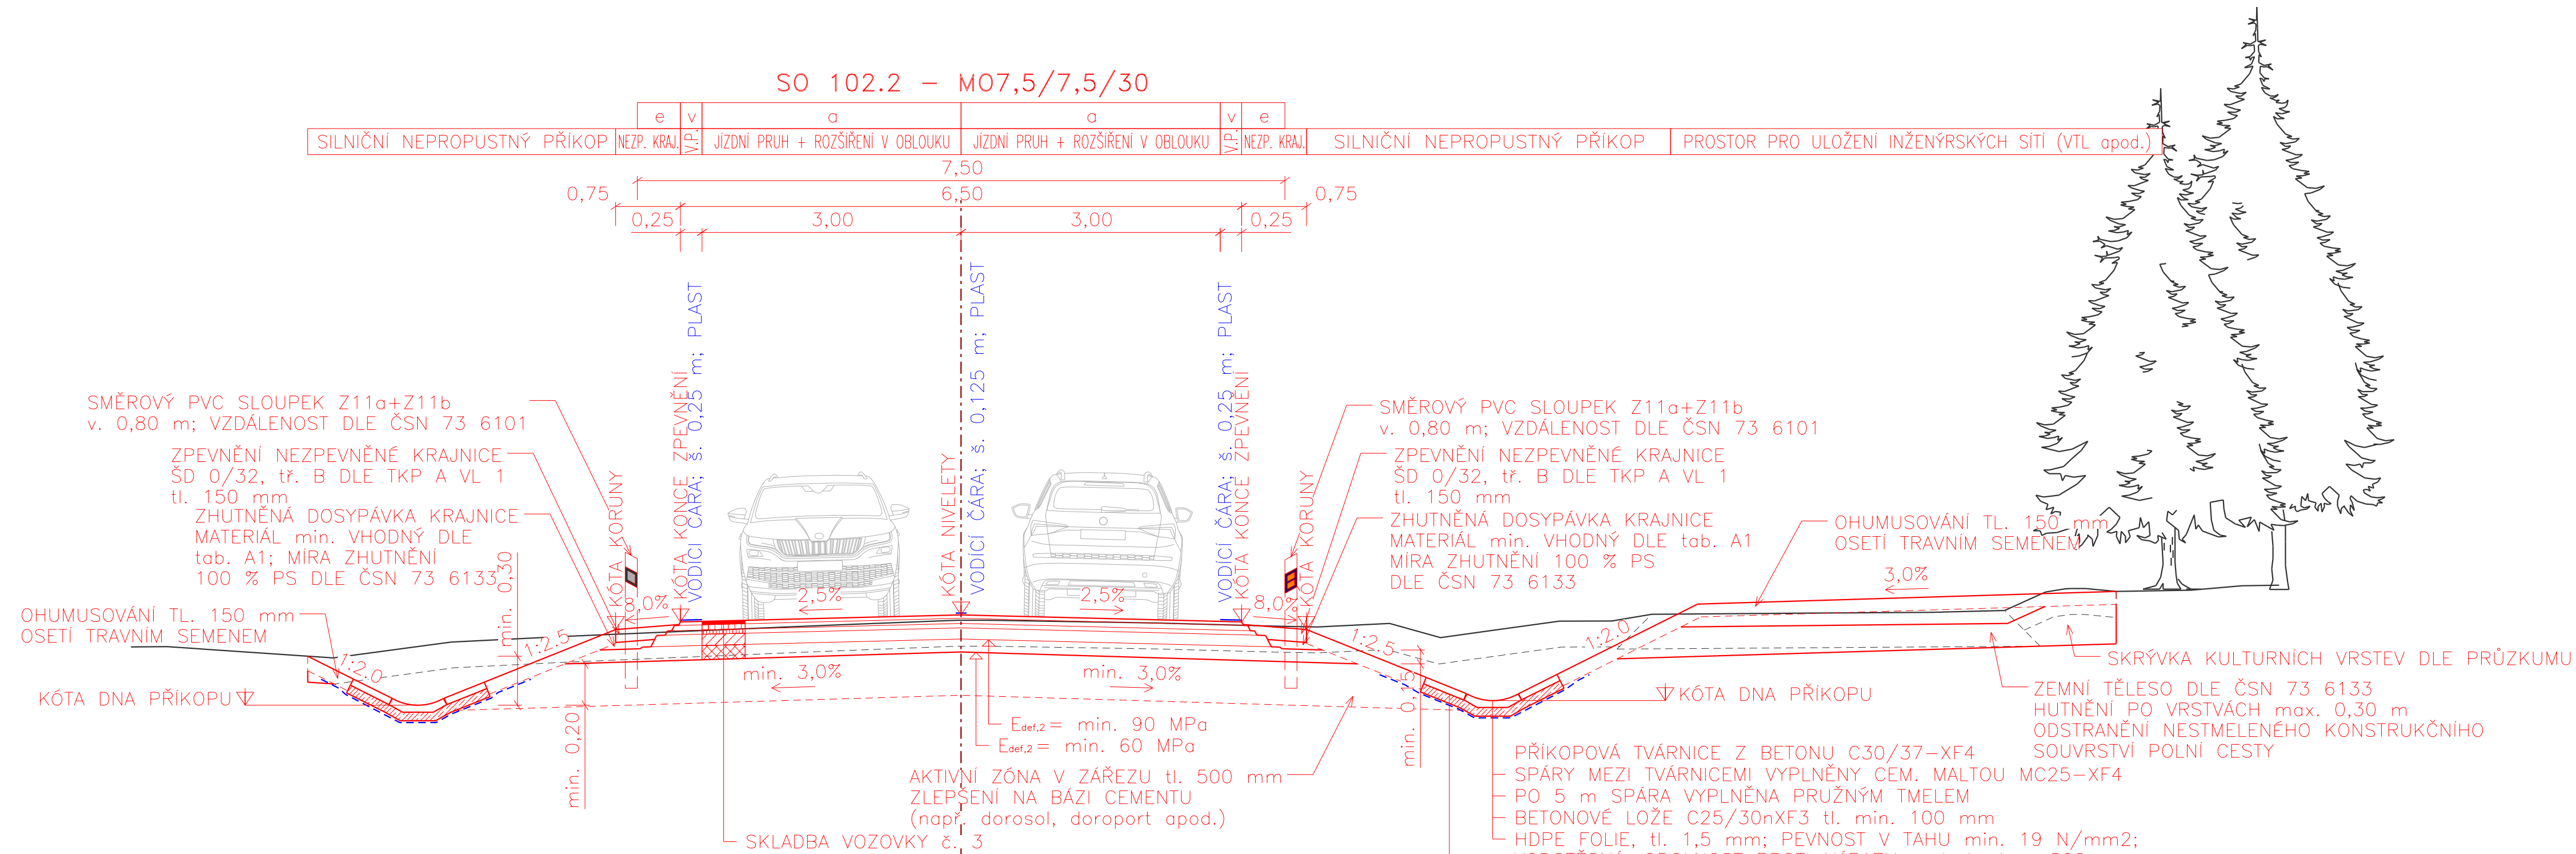 SO 102.2 - MO7,5/7,5/30
e v a a v e
SILNIČNÍ NEPROPUSTNÝ PŘÍKOP NEZP. KRAJ. V.P. JÍZDNÍ PRUH + ROZŠÍŘENÍ V OBLOUKU JÍZDNÍ PRUH + ROZŠÍŘENÍ V OBLOUKU V.P. NEZP. KRAJ. SILNIČNÍ NEPROPUSTNÝ PŘÍKOP PROSTOR PRO ULOŽENÍ INŽENÝRSKÝCH SÍTÍ (VTL apod.)
7,50
0,75 6,50 0,75
0,25 3,00 3,00 0,25
KÓTA KORUNY
KÓTA KONCE ZPEVNĚNÍ
VODÍCÍ ČÁRA; š. 0,25 m; PLAST
KÓTA NIVELETY
VODÍCÍ ČÁRA; š. 0,125 m; PLAST
VODÍCÍ ČÁRA; š. 0,25 m; PLAST
KÓTA KONCE ZPEVNĚNÍ
KÓTA KORUNY
SMĚROVÝ PVC SLOUPEK Z11a+Z11b
v. 0,80 m; VZDÁLENOST DLE ČSN 73 6101
ZPEVNĚNÍ NEZPEVNĚNÉ KRAJNICE
ŠD 0/32, tř. B DLE TKP A VL 1
tl. 150 mm
ZHUTNĚNÁ DOSYPÁVKA KRAJNICE
MATERIÁL min. VHODNÝ DLE
tab. A1; MÍRA ZHUTNĚNÍ
100 % PS DLE ČSN 73 6133
OHUMUSOVÁNÍ TL. 150 mm
OSETÍ TRAVNÍM SEMENEM
KÓTA DNA PŘÍKOPU
1:2.0
1:2.5
min. 0,30
min. 0,20
8,0%
2,5%
2,5%
8,0%
min. 3,0%
min. 3,0%
Edef,2= min. 90 MPa
Edef,2= min. 60 MPa
AKTIVNÍ ZÓNA V ZÁŘEZU tl. 500 mm
ZLEPŠENÍ NA BÁZI CEMENTU
(např. dorosol, doroport apod.)
SKLADBA VOZOVKY č. 3
SMĚROVÝ PVC SLOUPEK Z11a+Z11b
v. 0,80 m; VZDÁLENOST DLE ČSN 73 6101
ZPEVNĚNÍ NEZPEVNĚNÉ KRAJNICE
ŠD 0/32, tř. B DLE TKP A VL 1
tl. 150 mm
ZHUTNĚNÁ DOSYPÁVKA KRAJNICE
MATERIÁL min. VHODNÝ DLE tab. A1
MÍRA ZHUTNĚNÍ 100 % PS
DLE ČSN 73 6133
1:2.5
1:2.0
min. 0,15
KÓTA DNA PŘÍKOPU
OHUMUSOVÁNÍ TL. 150 mm
OSETÍ TRAVNÍM SEMENEM
3,0%
SKRÝVKA KULTURNÍCH VRSTEV DLE PRŮZKUMU
ZEMNÍ TĚLESO DLE ČSN 73 6133
HUTNĚNÍ PO VRSTVÁCH max. 0,30 m
ODSTRANĚNÍ NESTMELENÉHO KONSTRUKČNÍHO
SOUVRSTVÍ POLNÍ CESTY
PŘÍKOPOVÁ TVÁRNICE Z BETONU C30/37-XF4
SPÁRY MEZI TVÁRNICEMI VYPLNĚNY CEM. MALTOU MC25-XF4
PO 5 m SPÁRA VYPLNĚNA PRUŽNÝM TMELEM
BETONOVÉ LOŽE C25/30nXF3 tl. min. 100 mm
HDPE FOLIE, tl. 1,5 mm; PEVNOST V TAHU min. 19 N/mm2;